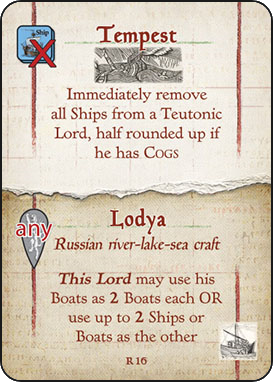 Ship
Tempest
Immediately remove
all Ships from a Teutonic
Lord, half rounded up if
he has COGS
any
Lodya
Russian river-lake-sea craft
This Lord may use his
Boats as 2 Boats each OR
use up to 2 Ships or
Boats as the other
R16